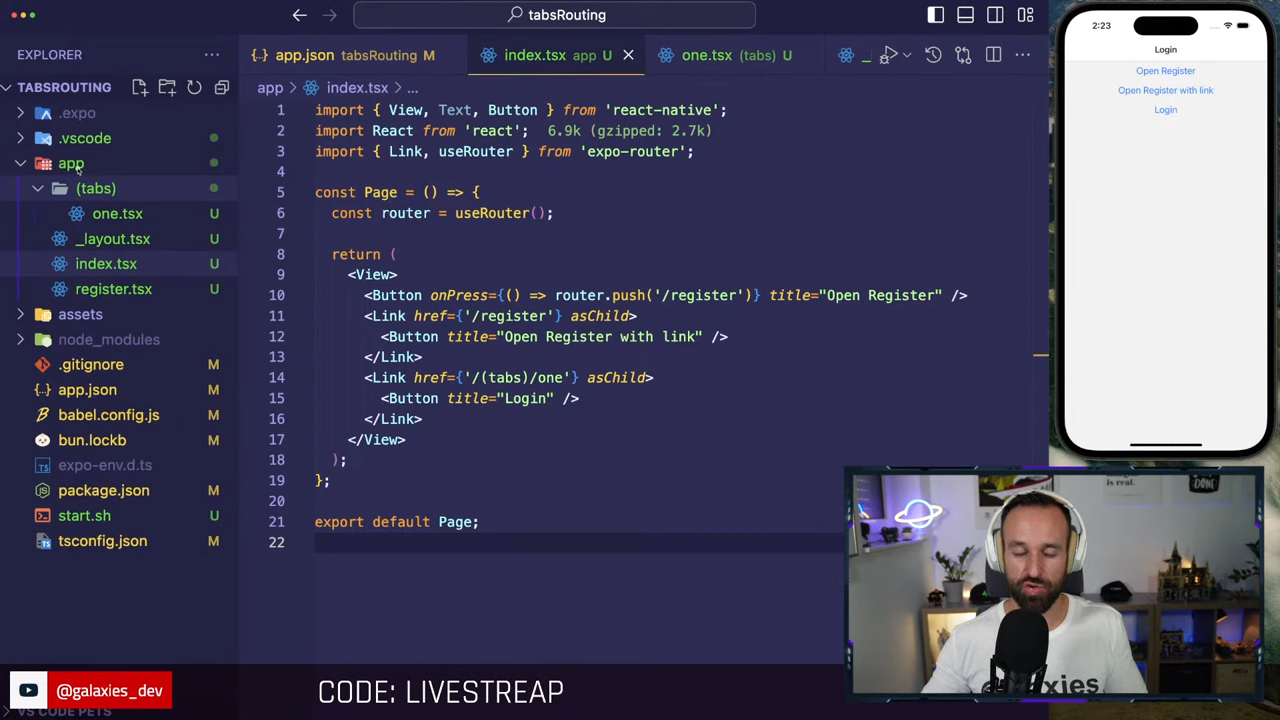 tabsRouting
EXPLORER
TABSROUTING
.expo
.vscode
app
(tabs)
one.tsx U
_layout.tsx U
index.tsx U
register.tsx U
assets
node_modules
.gitignore M
app.json M
babel.config.js M
bun.lockb M
expo-env.d.ts
package.json M
start.sh U
tsconfig.json M
app.json tabsRouting M
index.tsx app U
one.tsx (tabs) U
app > index.tsx > ...
1 import { View, Text, Button } from 'react-native';
2 import React from 'react'; 6.9k (gzipped: 2.7k)
3 import { Link, useRouter } from 'expo-router';
4
5 const Page = () => {
6 const router = useRouter();
7
8 return (
9 <View>
10 <Button onPress={() => router.push('/register')} title="Open Register" />
11 <Link href={'/register'} asChild>
12 <Button title="Open Register with link" />
13 </Link>
14 <Link href={'/(tabs)/one'} asChild>
15 <Button title="Login" />
16 </Link>
17 </View>
18 );
19 };
20
21 export default Page;
22
2:23
Login
Open Register
Open Register with link
Login
@galaxies_dev
CODE: LIVESTREAP
VS CODE PETS
galaxies